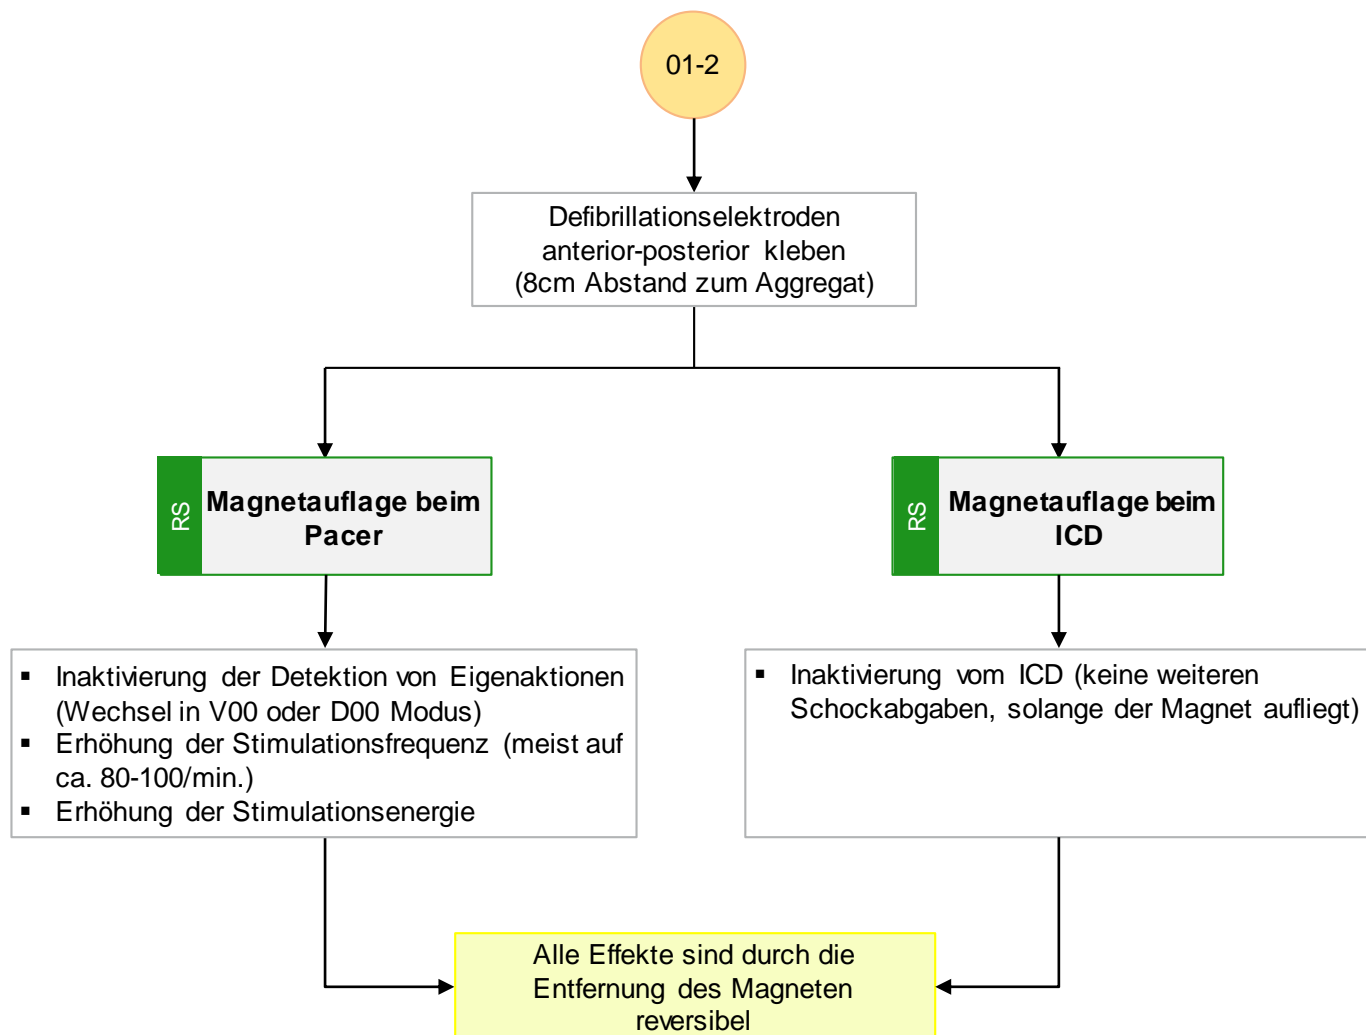 01-2
Defibrillationselektroden
anterior-posterior kleben
(8cm Abstand zum Aggregat)
RS
Magnetauflage beim
Pacer
RS
Magnetauflage beim
ICD
▪ Inaktivierung der Detektion von Eigenaktionen
(Wechsel in V00 oder D00 Modus)
▪ Erhöhung der Stimulationsfrequenz (meist auf
ca. 80-100/min.)
▪ Erhöhung der Stimulationsenergie
▪ Inaktivierung vom ICD (keine weiteren
Schockabgaben, solange der Magnet aufliegt)
Alle Effekte sind durch die
Entfernung des Magneten
reversibel